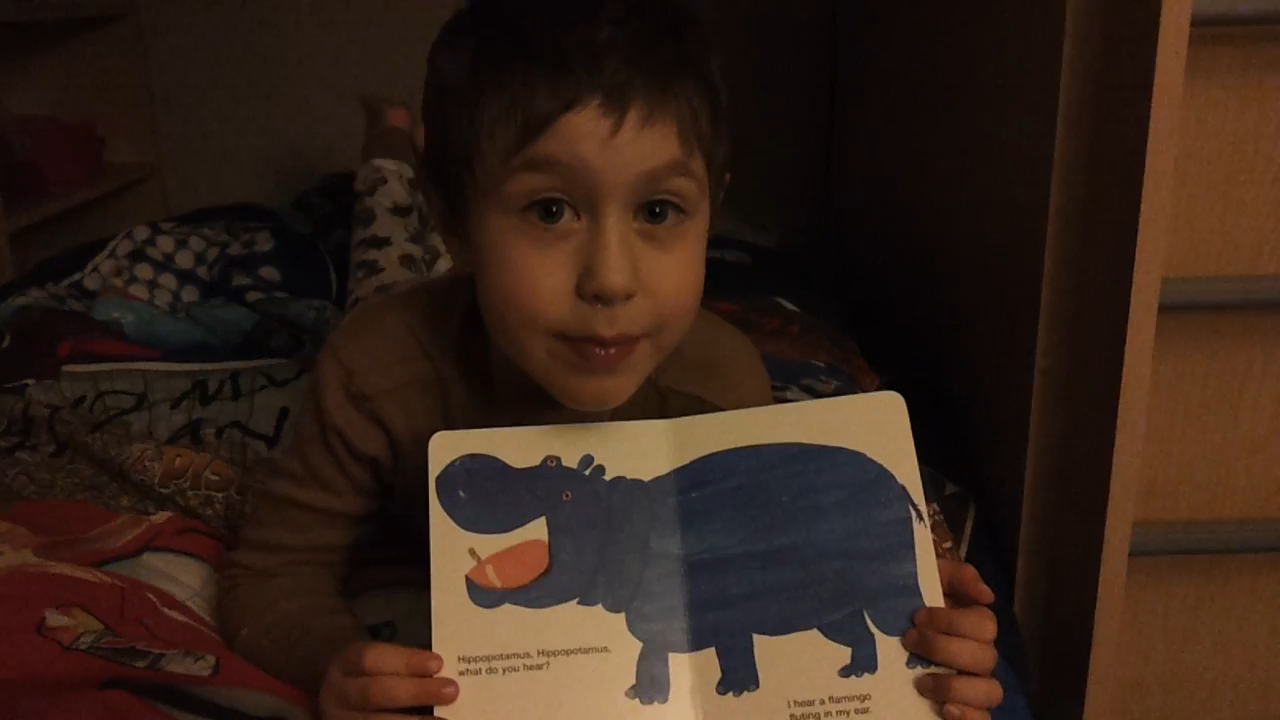 Hippopotamus, Hippopotamus,
what do you hear?
I hear a flamingo
fluting in my ear.